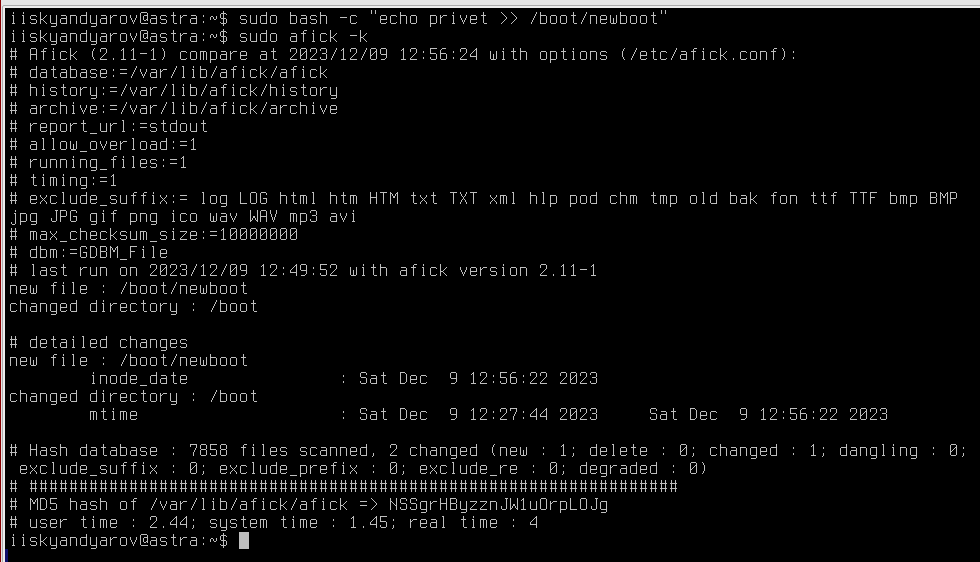 iiskyandyarov@astra:~$ sudo bash -c "echo privet >> /boot/newboot"
iiskyandyarov@astra:~$ sudo afick -k
# Afick (2.11-1) compare at 2023/12/09 12:56:24 with options (/etc/afick.conf):
# database:=/var/lib/afick/afick
# history:=/var/lib/afick/history
# archive:=/var/lib/afick/archive
# report_url:=stdout
# allow_overload:=1
# running_files:=1
# timing:=1
# exclude_suffix:= log LOG html htm HTM txt TXT xml hlp pod chm tmp old bak fon ttf TTF bmp BMP
jpg JPG gif png ico wav WAV mp3 avi
# max_checksum_size:=10000000
# dbm:=GDBM_File
# last run on 2023/12/09 12:49:52 with afick version 2.11-1
new file : /boot/newboot
changed directory : /boot
# detailed changes
new file : /boot/newboot
inode_date : Sat Dec  9 12:56:22 2023
changed directory : /boot
mtime : Sat Dec  9 12:27:44 2023 Sat Dec  9 12:56:22 2023
# Hash database : 7858 files scanned, 2 changed (new : 1; delete : 0; changed : 1; dangling : 0;
exclude_suffix : 0; exclude_prefix : 0; exclude_re : 0; degraded : 0)
# #################################################################
# MD5 hash of /var/lib/afick/afick => NSSgrHByzznJW1uOrpLOJg
# user time : 2.44; system time : 1.45; real time : 4
iiskyandyarov@astra:~$